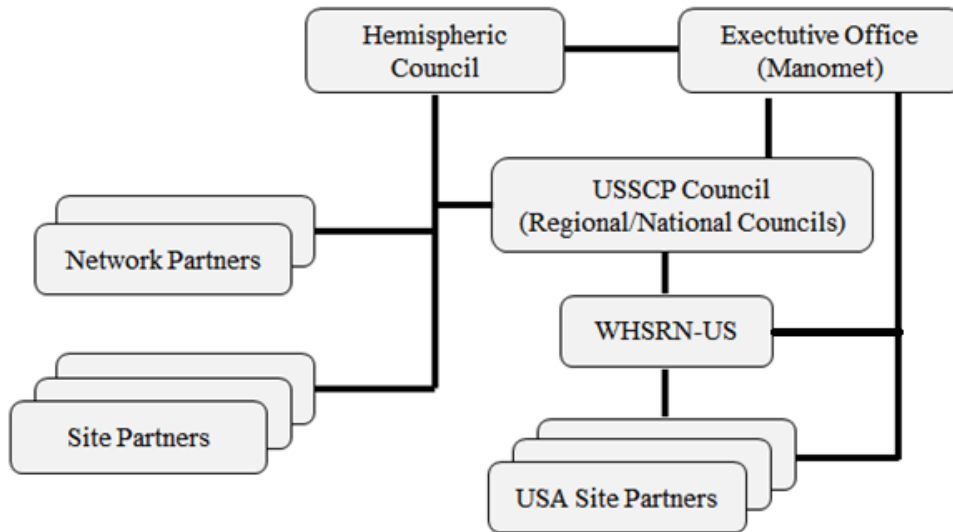 Hemispheric
Council
Exectutive Office
(Manomet)
USSCP Council
(Regional/National Councils)
Network Partners
WHSRN-US
Site Partners
USA Site Partners